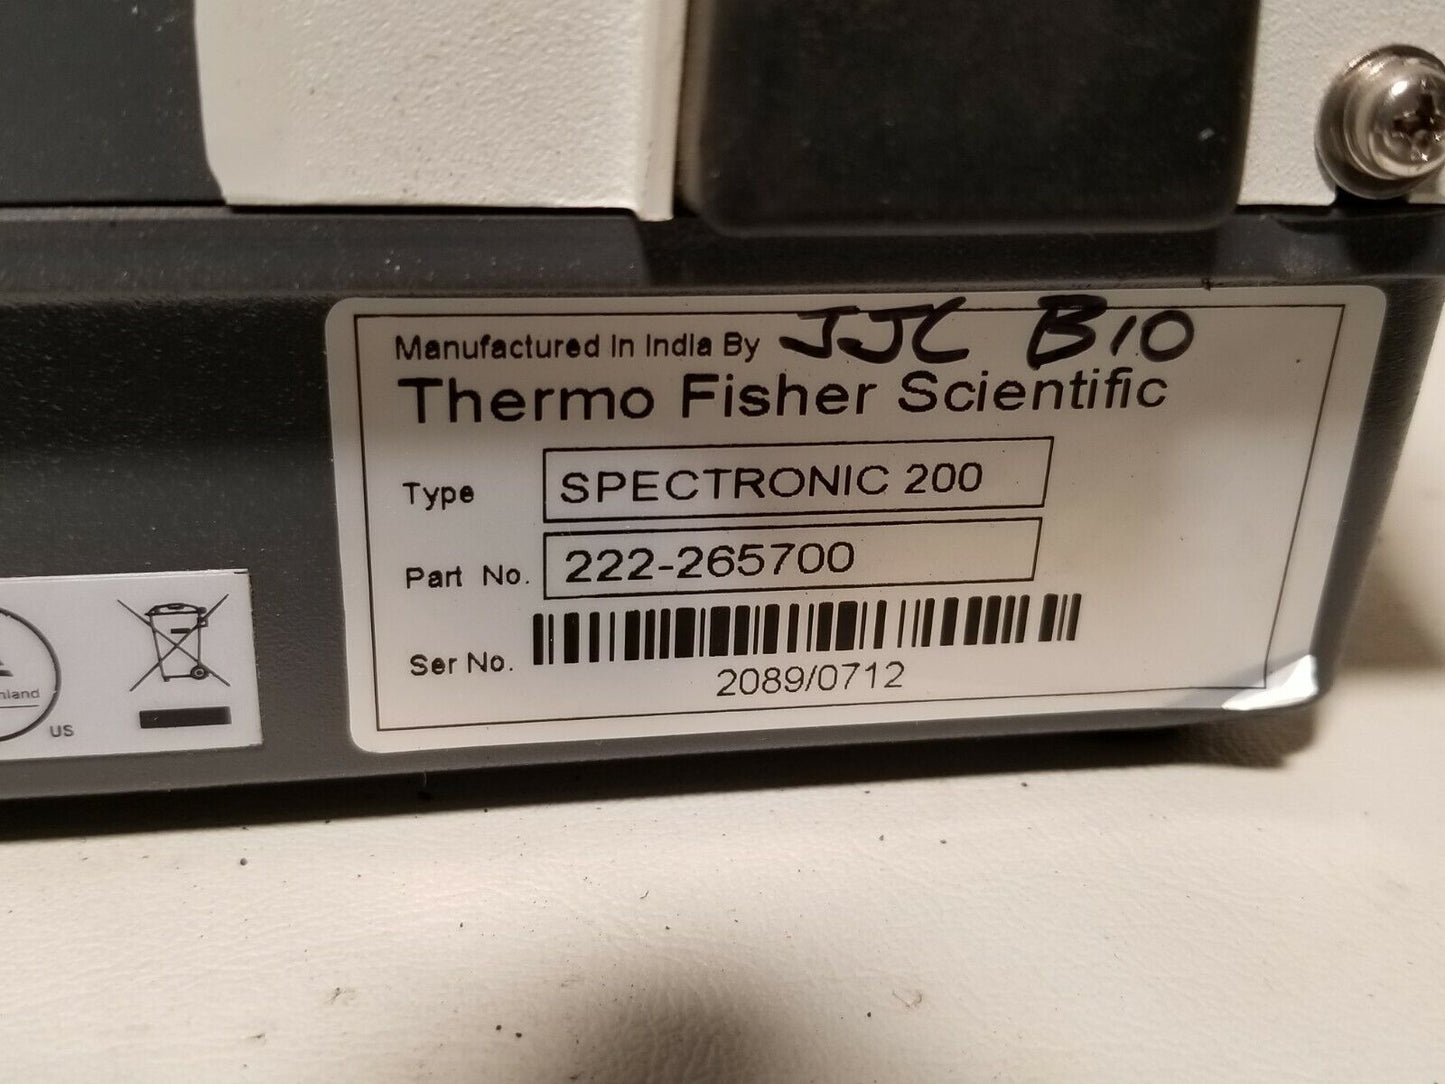 Manufactured In India By JJC BIO
Thermo Fisher Scientific
Type SPECTRONIC 200
Part No. 222-265700
Ser No.
2089/0712
US